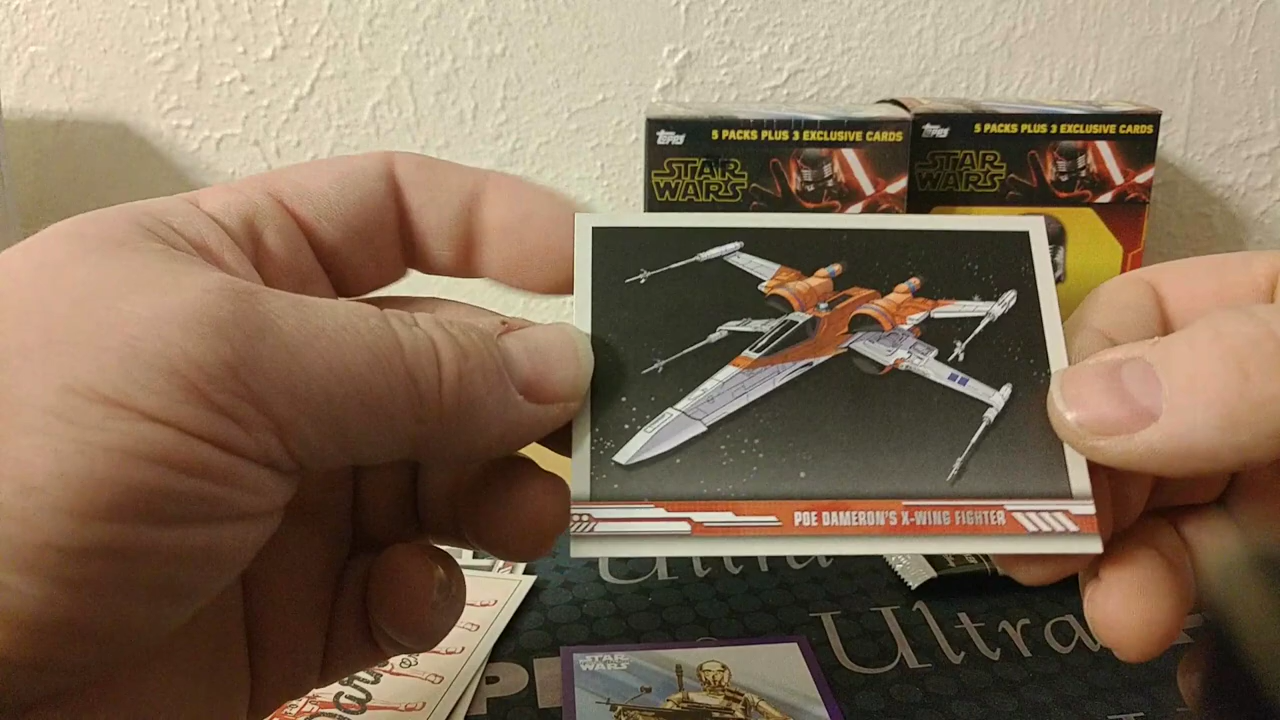 Topps
5 PACKS PLUS 3 EXCLUSIVE CARDS
STAR
WARS
Topps
5 PACKS PLUS 3 EXCLUSIVE CARDS
STAR
WARS
POE DAMERON'S X-WING FIGHTER
Ultra
Ultra
STAR
WARS